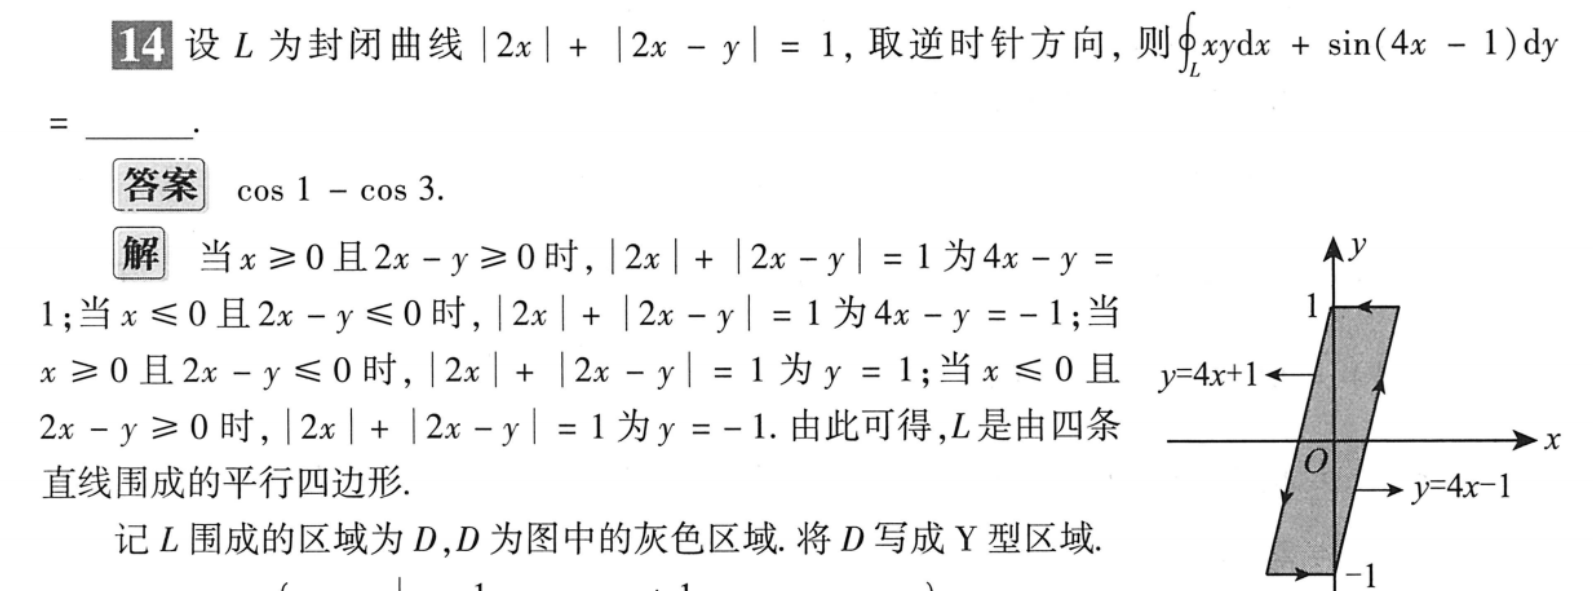 14 设 L 为封闭曲线 |2x| + |2x - y| = 1, 取逆时针方向, 则∮_L xydx + sin(4x - 1)dy
= ______.
答案 cos 1 - cos 3.
解 当 x ≥ 0 且 2x - y ≥ 0 时, |2x| + |2x - y| = 1 为 4x - y =
1;当 x ≤ 0 且 2x - y ≤ 0 时, |2x| + |2x - y| = 1 为 4x - y = - 1;当
x ≥ 0 且 2x - y ≤ 0 时, |2x| + |2x - y| = 1 为 y = 1;当 x ≤ 0 且
2x - y ≥ 0 时, |2x| + |2x - y| = 1 为 y = - 1. 由此可得, L 是由四条
直线围成的平行四边形.
记 L 围成的区域为 D, D 为图中的灰色区域. 将 D 写成 Y 型区域.
y
1
y=4x+1
x
O
y=4x-1
-1